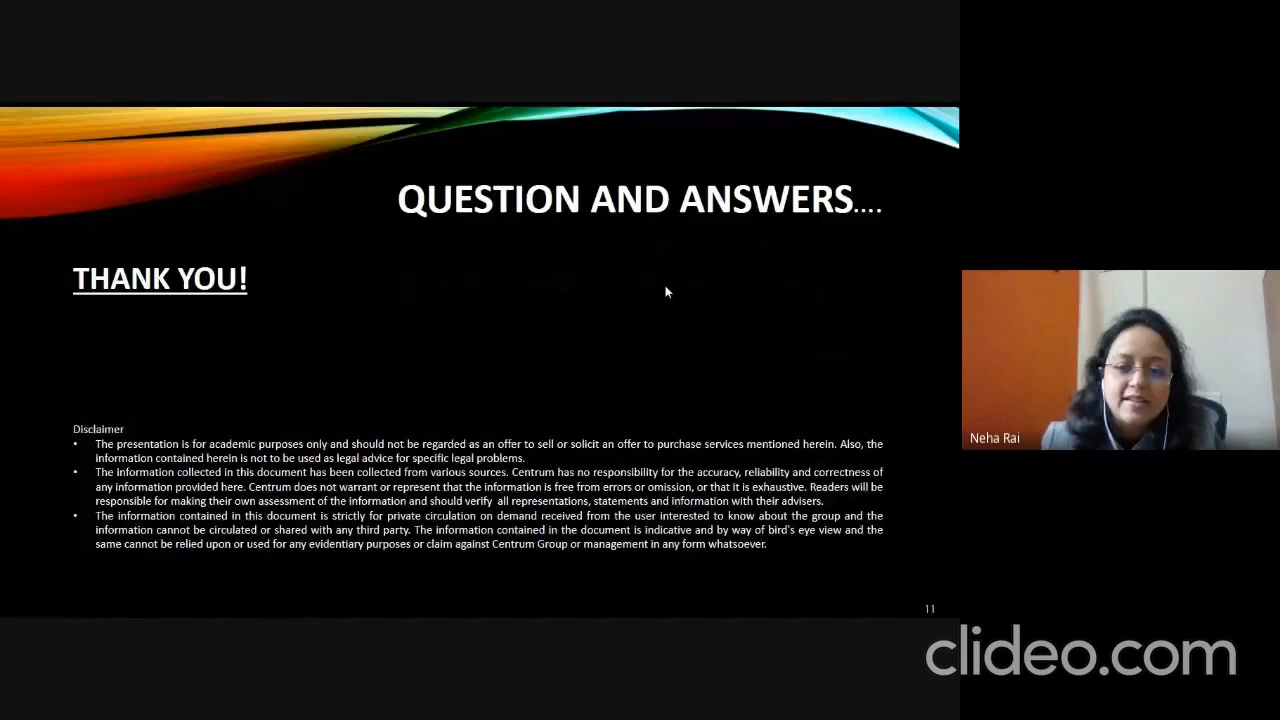 QUESTION AND ANSWERS....
THANK YOU!
Disclaimer
• The presentation is for academic purposes only and should not be regarded as an offer to sell or solicit an offer to purchase services mentioned herein. Also, the
information contained herein is not to be used as legal advice for specific legal problems.
• The information collected in this document has been collected from various sources. Centrum has no responsibility for the accuracy, reliability and correctness of
any information provided here. Centrum does not warrant or represent that the information is free from errors or omission, or that it is exhaustive. Readers will be
responsible for making their own assessment of the information and should verify all representations, statements and information with their advisers.
• The information contained in this document is strictly for private circulation on demand received from the user interested to know about the group and the
information cannot be circulated or shared with any third party. The information contained in the document is indicative and by way of bird's eye view and the
same cannot be relied upon or used for any evidentiary purposes or claim against Centrum Group or management in any form whatsoever.
11
Neha Rai
clideo.com